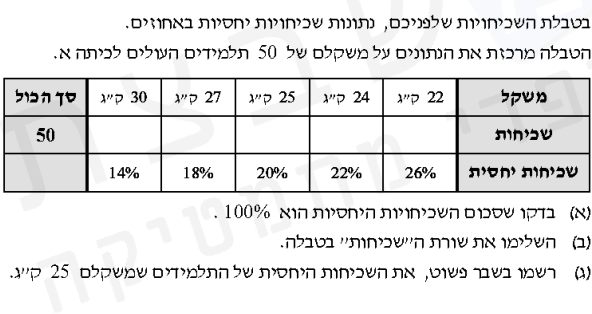 בטבלת השכיחויות שלפניכם, נתונות שכיחויות יחסיות באחוזים.
הטבלה מרכזת את הנתונים על משקלם של 50 תלמידים העולים לכיתה א.
משקל 22 ק״ג 24 ק״ג 25 ק״ג 27 ק״ג 30 ק״ג סך הכול
שכיחות 50
שכיחות יחסית 26% 22% 20% 18% 14%
(א) בדקו שסכום השכיחויות היחסיות הוא 100% .
(ב) השלימו את שורת ה״שכיחות״ בטבלה.
(ג) רשמו בשבר פשוט, את השכיחות היחסית של התלמידים שמשקלם 25 ק״ג.